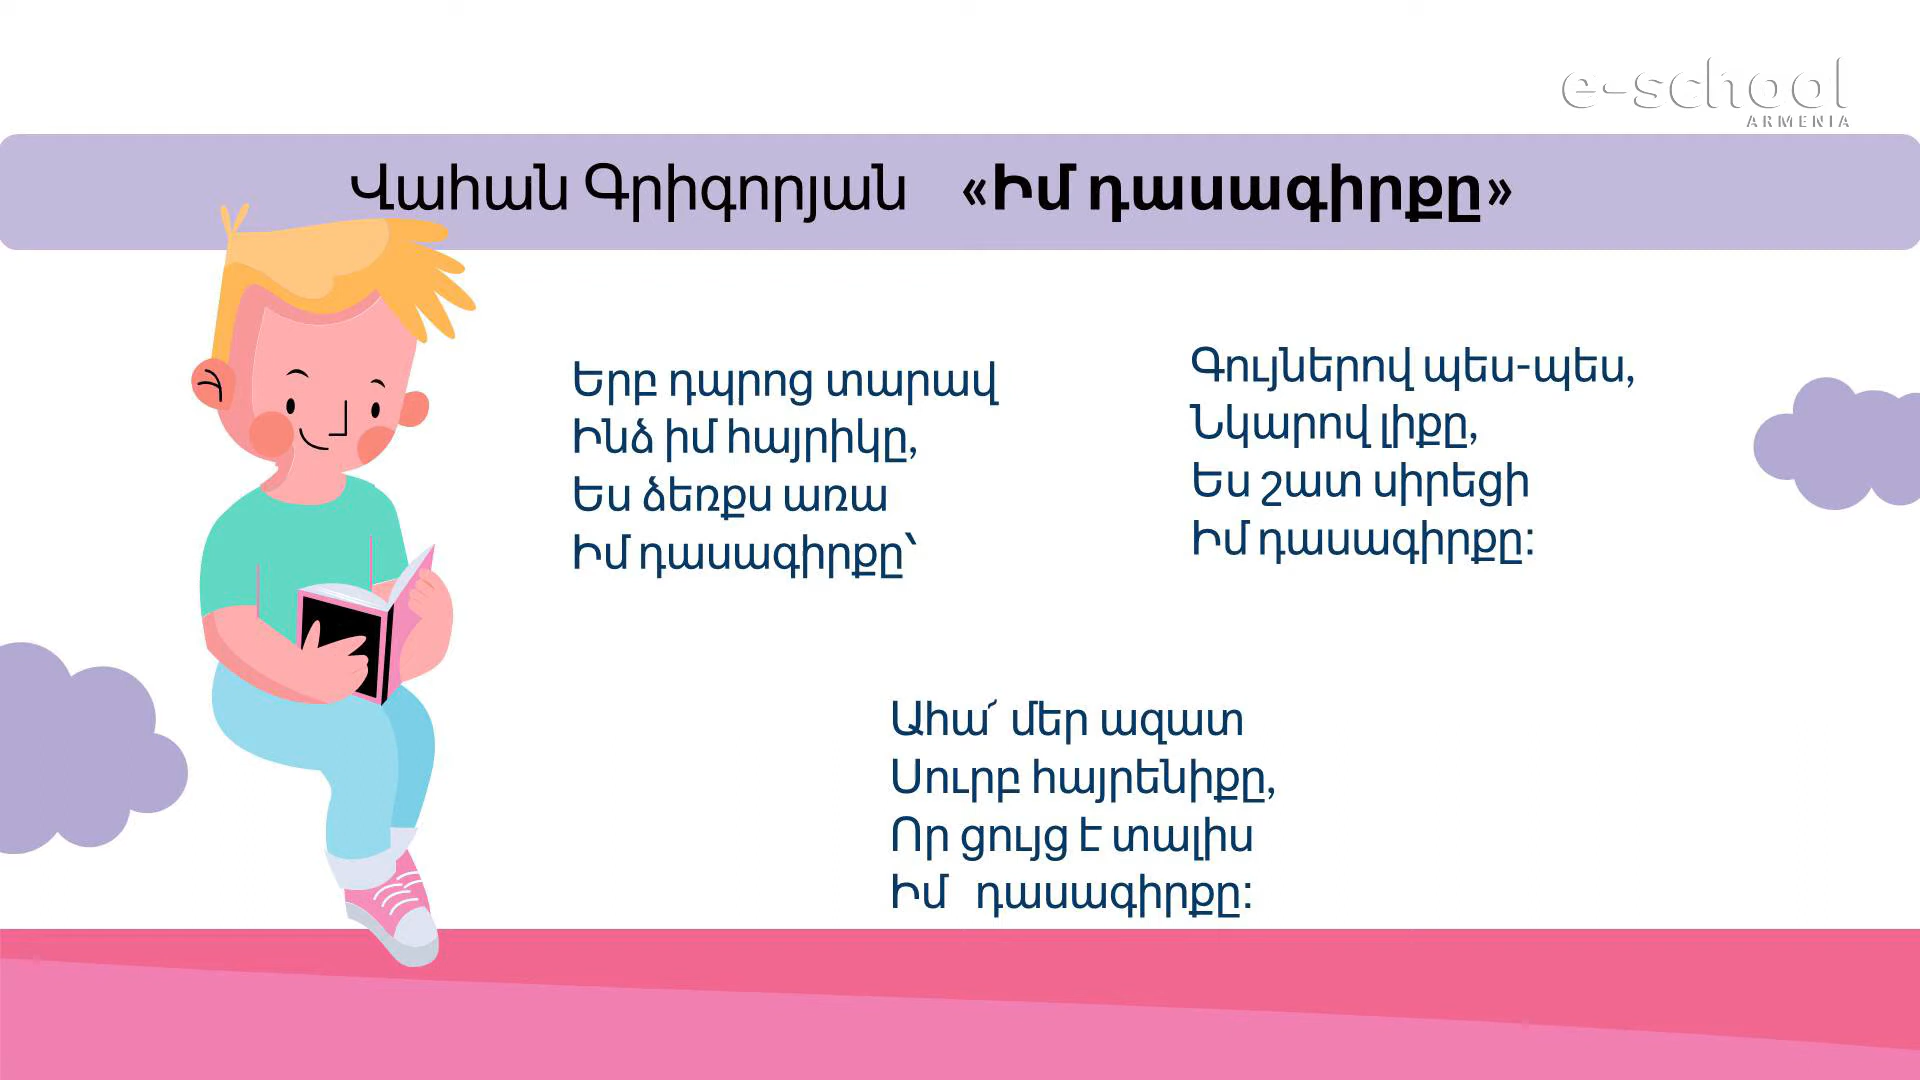 e-school
ARMENIA
Վահան Գրիգորյան «Իմ դասագիրքը»
Երբ դպրոց տարավ
Ինձ իմ հայրիկը,
Ես ձեռքս առա
Իմ դասագիրքը՝
Գույներով պես-պես,
Նկարով լիքը,
Ես շատ սիրեցի
Իմ դասագիրքը:
Ահա՜ մեր ազատ
Սուրբ հայրենիքը,
Որ ցույց է տալիս
Իմ դասագիրքը: